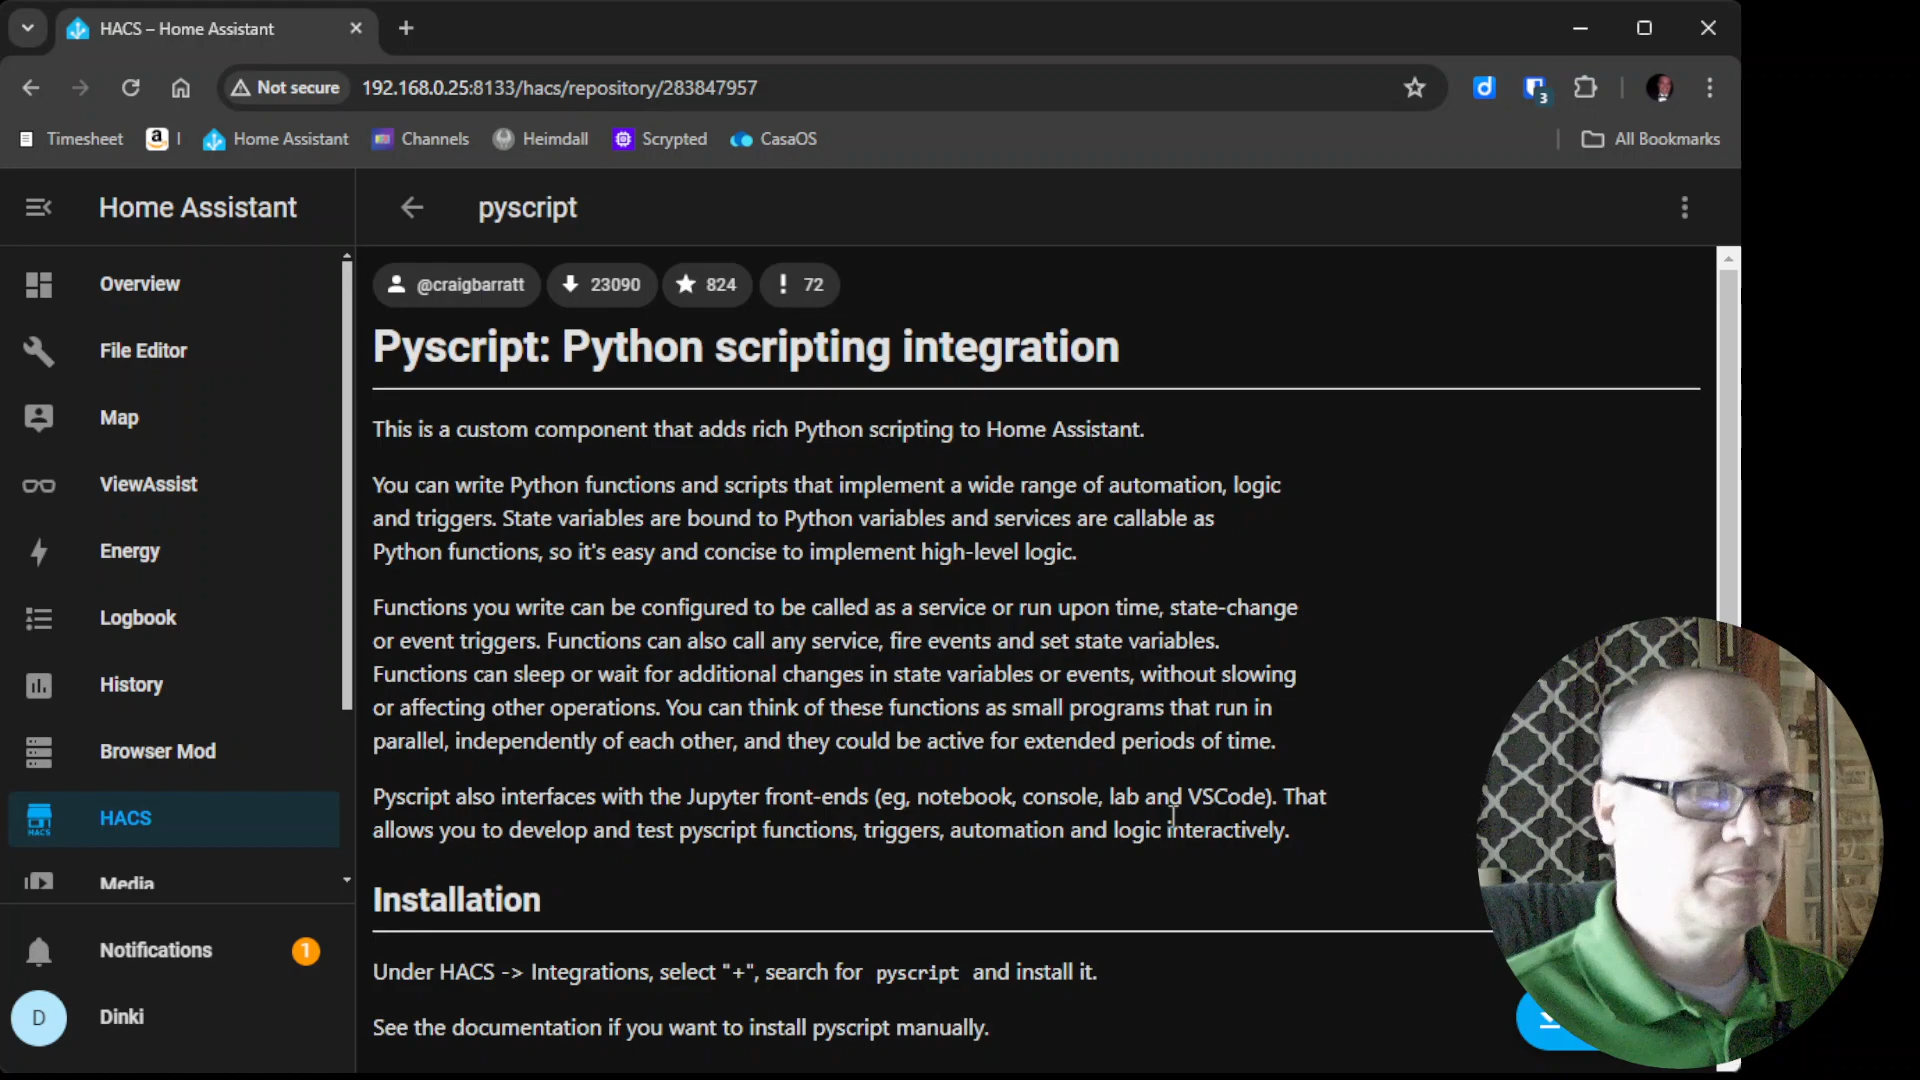 HACS – Home Assistant
Not secure
192.168.0.25:8133/hacs/repository/283847957
d
3
Timesheet
a
I
Home Assistant
Channels
Heimdall
Scrypted
CasaOS
All Bookmarks
Home Assistant
pyscript
Overview
File Editor
Map
ViewAssist
Energy
Logbook
History
Browser Mod
HACS
HACS
Media
Notifications
1
D
Dinki
@craigbarratt
23090
824
72
Pyscript: Python scripting integration
This is a custom component that adds rich Python scripting to Home Assistant.
You can write Python functions and scripts that implement a wide range of automation, logic
and triggers. State variables are bound to Python variables and services are callable as
Python functions, so it's easy and concise to implement high-level logic.
Functions you write can be configured to be called as a service or run upon time, state-change
or event triggers. Functions can also call any service, fire events and set state variables.
Functions can sleep or wait for additional changes in state variables or events, without slowing
or affecting other operations. You can think of these functions as small programs that run in
parallel, independently of each other, and they could be active for extended periods of time.
Pyscript also interfaces with the Jupyter front-ends (eg, notebook, console, lab and VSCode). That
allows you to develop and test pyscript functions, triggers, automation and logic interactively.
Installation
Under HACS -> Integrations, select "+", search for pyscript and install it.
See the documentation if you want to install pyscript manually.